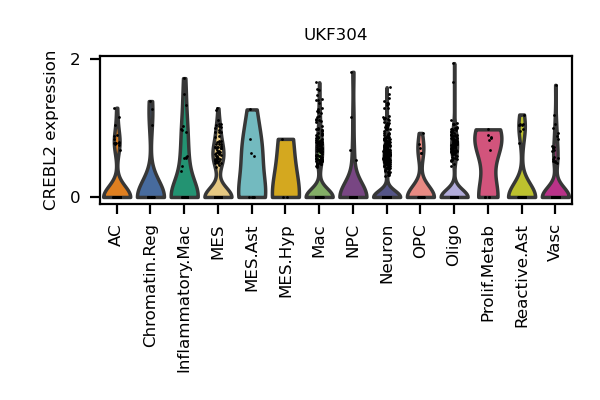 UKF304
CREBL2 expression
2
0
AC
Chromatin.Reg
Inflammatory.Mac
MES
MES.Ast
MES.Hyp
Mac
NPC
Neuron
OPC
Oligo
Prolif.Metab
Reactive.Ast
Vasc